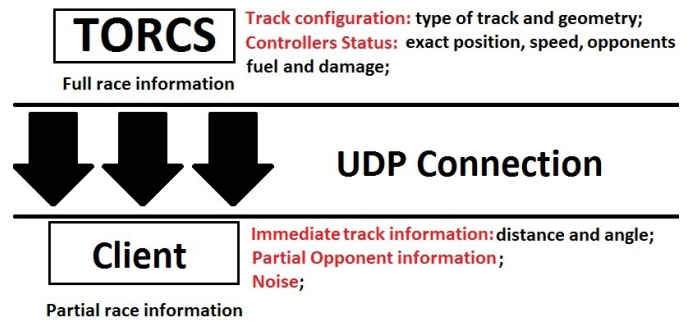 TORCS
Full race information
Track configuration: type of track and geometry;
Controllers Status: exact position, speed, opponents
fuel and damage;
UDP Connection
Client
Partial race information
Immediate track information: distance and angle;
Partial Opponent information ;
Noise;